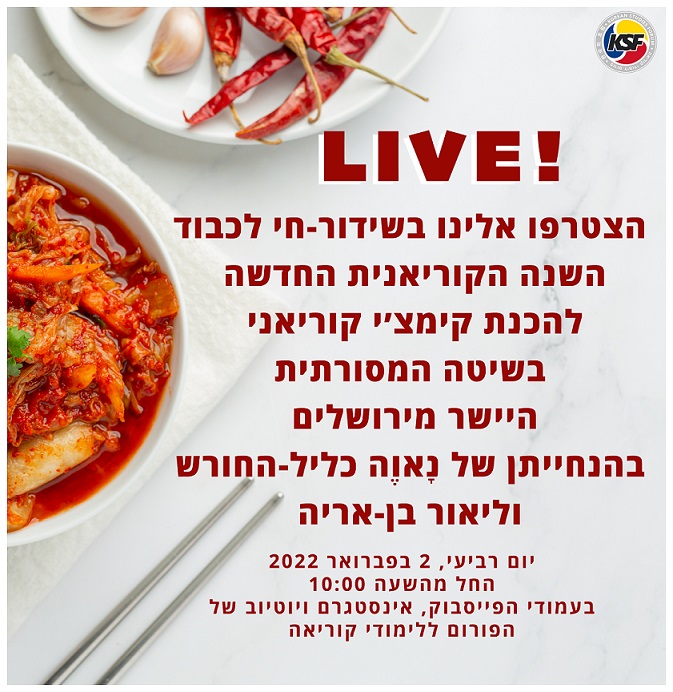 KSF
LIVE!
הצטרפו אלינו בשידור-חי לכבוד
השנה הקוריאנית החדשה
להכנת קימצ׳י קוריאני
בשיטה המסורתית
היישר מירושלים
בהנחייתן של נָאוֶה כליל-החורש
וליאור בן-אריה
יום רביעי, 2 בפברואר 2022
החל מהשעה 10:00
בעמודי הפייסבוק, אינסטגרם ויוטיוב של
הפורום ללימודי קוריאה